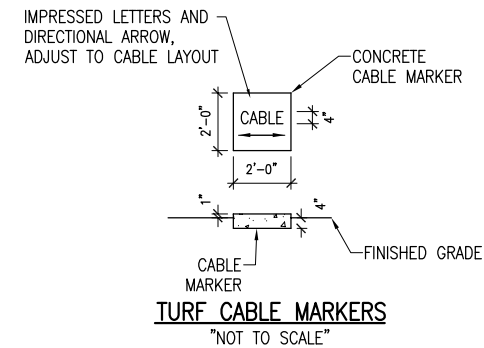 IMPRESSED LETTERS AND
DIRECTIONAL ARROW,
ADJUST TO CABLE LAYOUT
CONCRETE
CABLE MARKER
CABLE
2'-0"
4"
2'-0"
1"
4"
FINISHED GRADE
CABLE
MARKER
TURF CABLE MARKERS
"NOT TO SCALE"